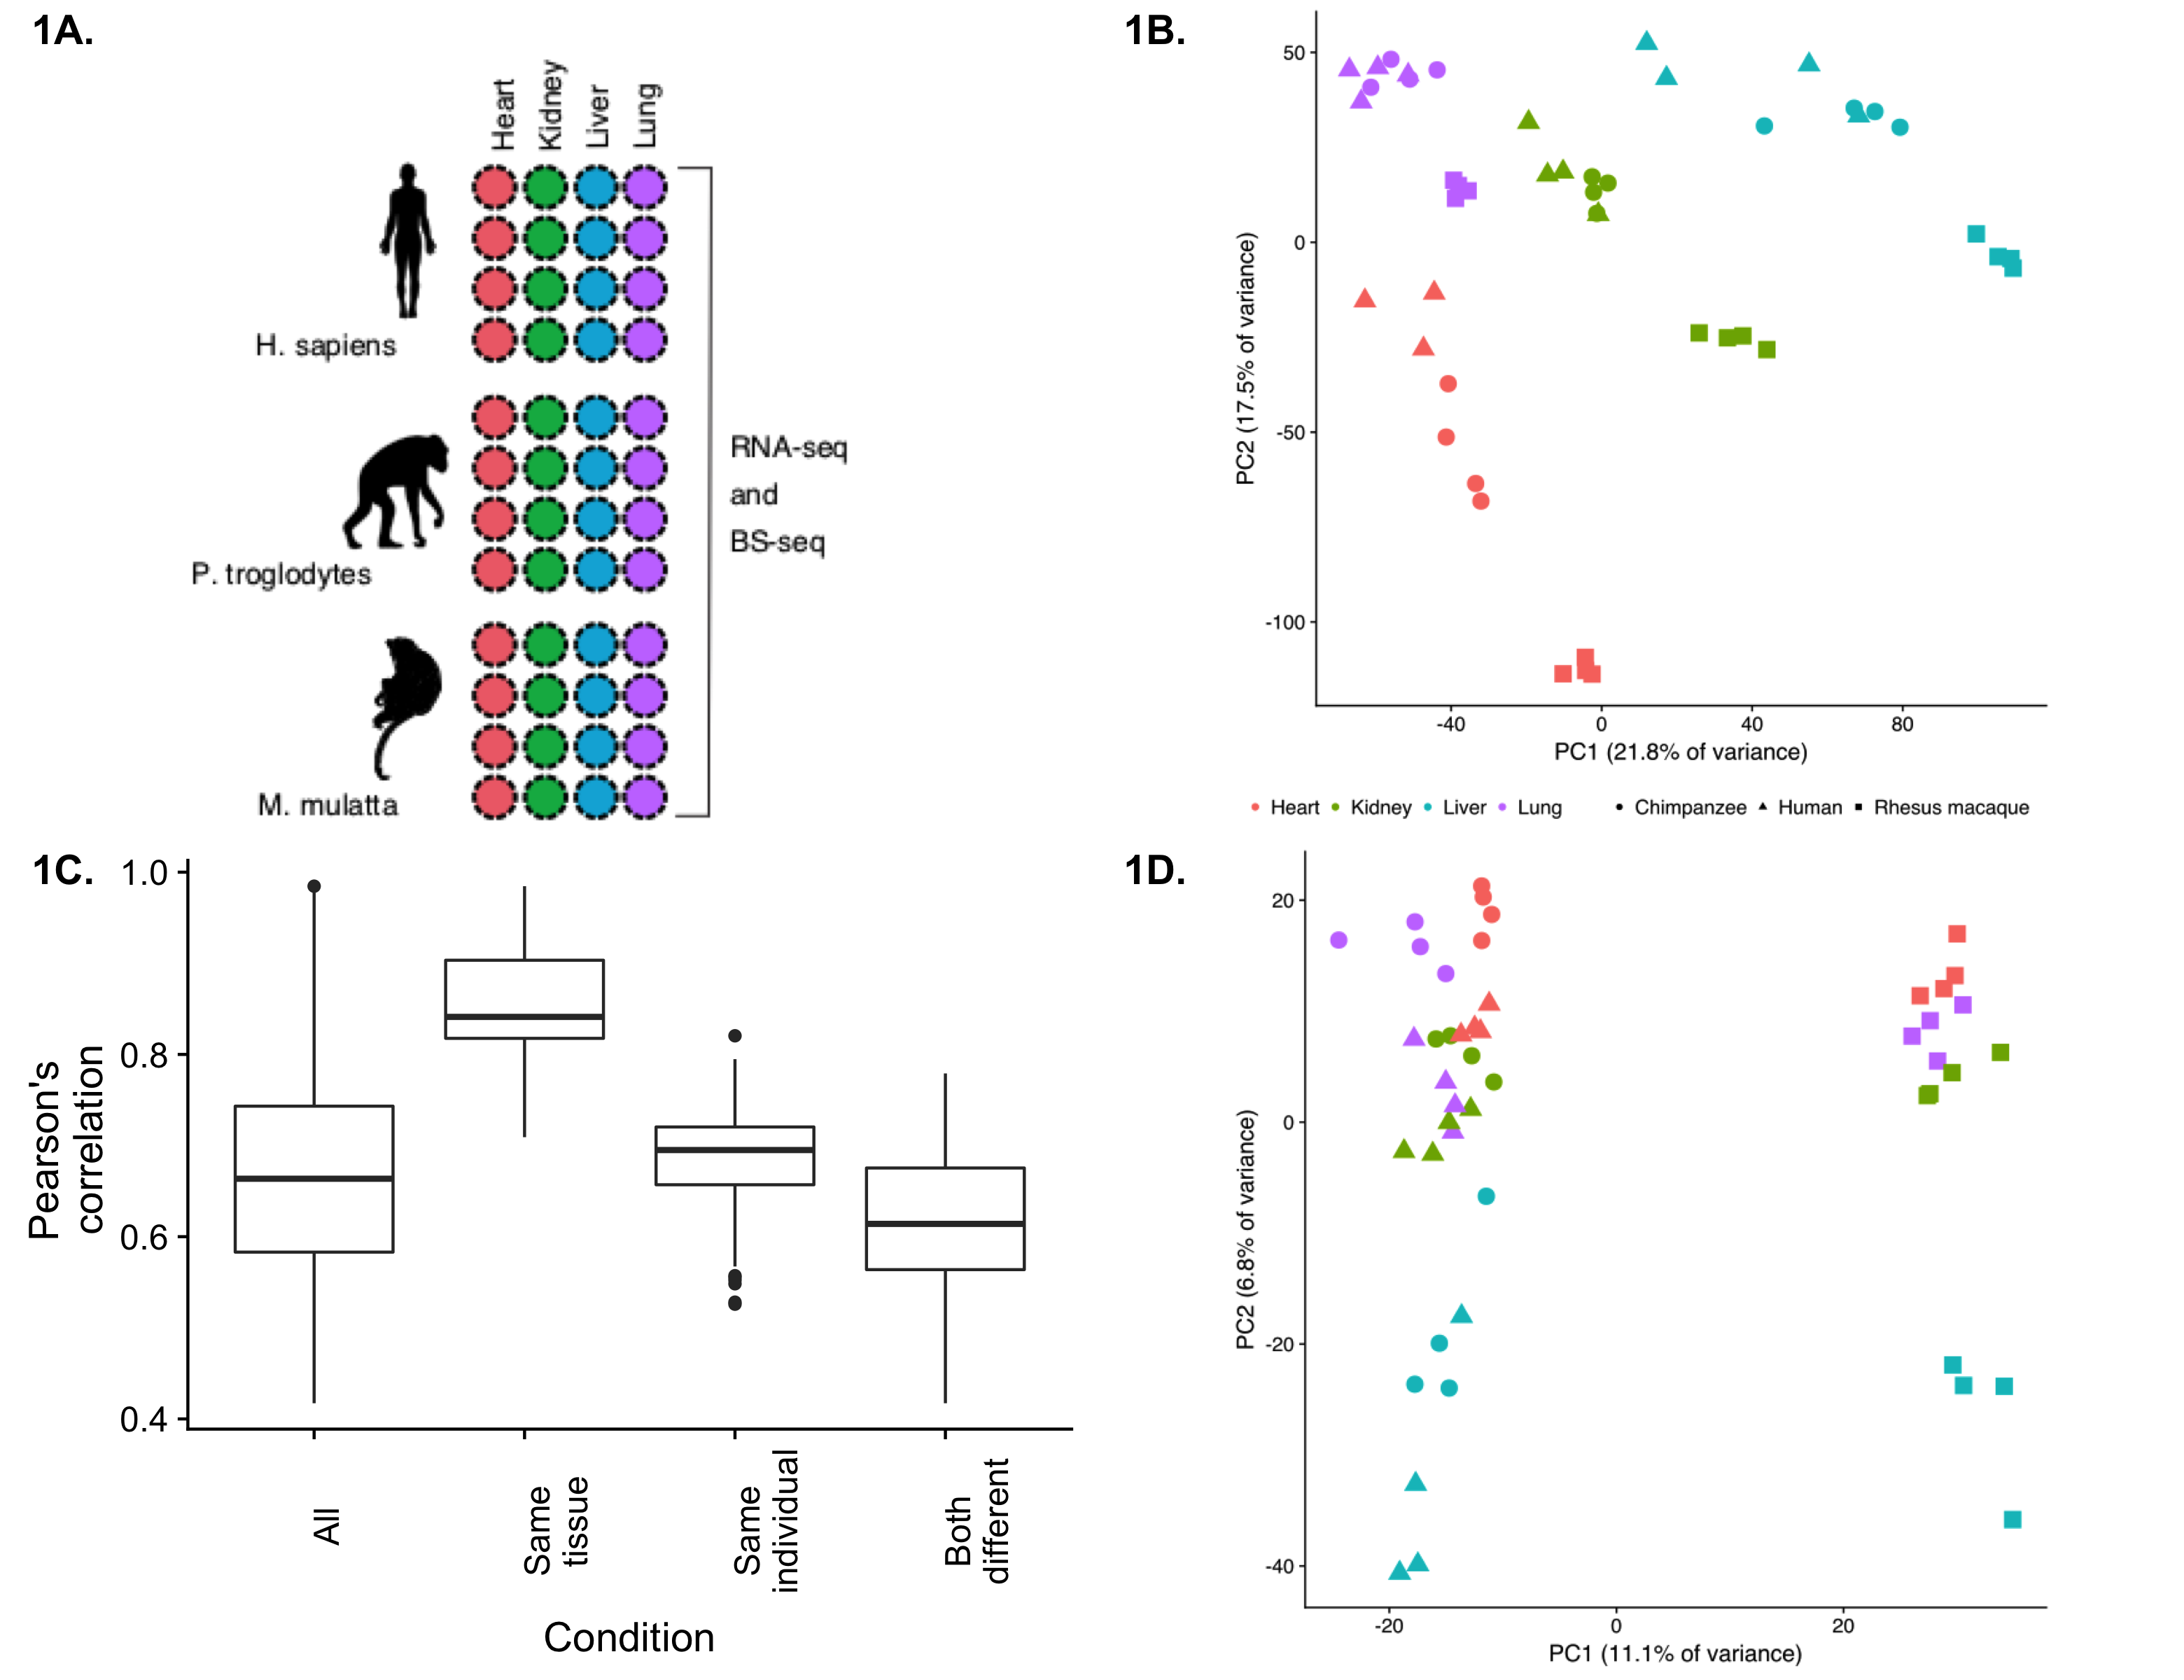 1A.
Heart
Kidney
Liver
Lung
H. sapiens
P. troglodytes
M. mulatta
RNA-seq
and
BS-seq
1B.
PC2 (17.5% of variance)
50
0
-50
-100
-40
0
40
80
PC1 (21.8% of variance)
Heart Kidney Liver Lung Chimpanzee Human Rhesus macaque
1C.
Pearson's
correlation
1.0
0.8
0.6
0.4
All
Same
tissue
Same
individual
Both
different
Condition
1D.
PC2 (6.8% of variance)
20
0
-20
-40
-20
0
20
PC1 (11.1% of variance)